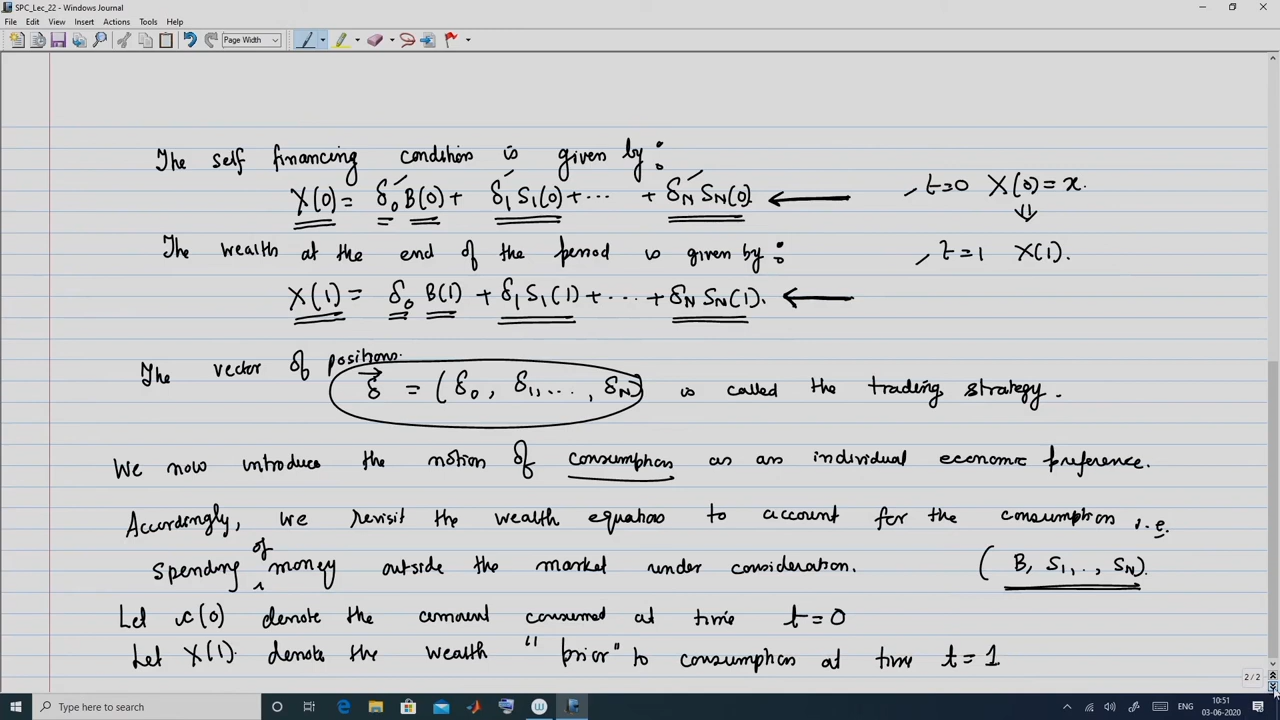 SPC_Lec_22 - Windows Journal
File Edit View Insert Actions Tools Help
Page Width
The self financing condition is given by :
X(0) = δ₀ B(0) + δ₁ S₁(0) + ... + δN SN(0). t=0 X(0) = x.
The wealth at the end of the period is given by :
⇓
t=1 X(1).
X(1) = δ₀ B(1) + δ₁ S₁(1) + ... + δN SN(1).
The vector of positions. δ⃗ = (δ₀, δ₁, ..., δN) is called the trading strategy.
We now introduce the notion of consumption as an individual economic preference.
Accordingly, we revisit the wealth equation to account for the consumption i.e.
spending of money outside the market under consideration. (B, S₁, .., SN).
Let c(0) denote the amount consumed at time t=0
Let X(1) denote the wealth "prior" to consumption at time t=1
2/2
Type here to search
ENG
10:51
03-06-2020